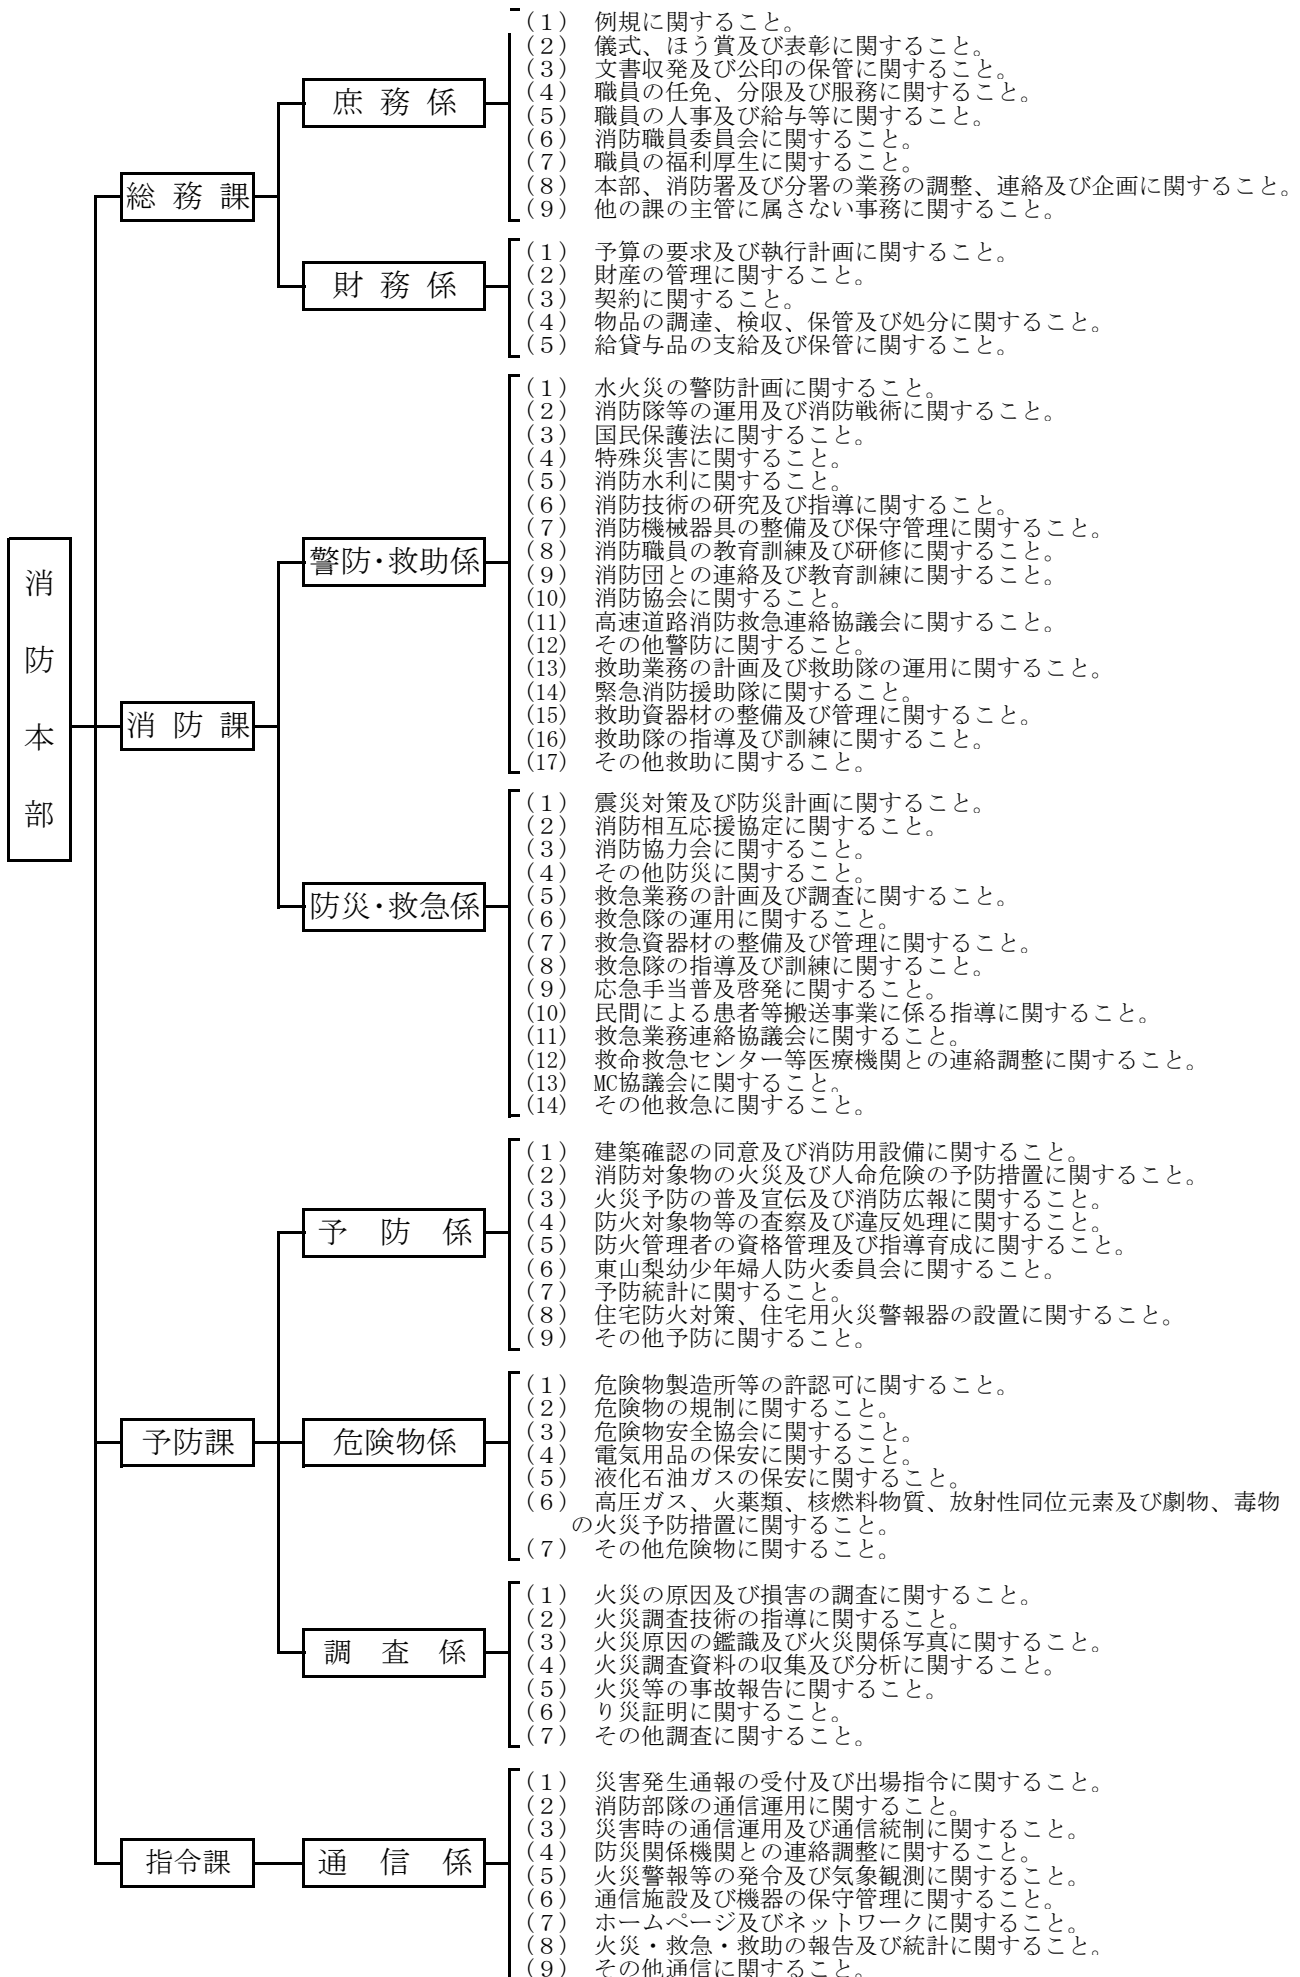 消防本部
総務課
庶務係
（１）　例規に関すること。
（２）　儀式、ほう賞及び表彰に関すること。
（３）　文書収発及び公印の保管に関すること。
（４）　職員の任免、分限及び服務に関すること。
（５）　職員の人事及び給与等に関すること。
（６）　消防職員委員会に関すること。
（７）　職員の福利厚生に関すること。
（８）　本部、消防署及び分署の業務の調整、連絡及び企画に関すること。
（９）　他の課の主管に属さない事務に関すること。
財務係
（１）　予算の要求及び執行計画に関すること。
（２）　財産の管理に関すること。
（３）　契約に関すること。
（４）　物品の調達、検収、保管及び処分に関すること。
（５）　給貸与品の支給及び保管に関すること。
消防課
警防・救助係
（１）　水火災の警防計画に関すること。
（２）　消防隊等の運用及び消防戦術に関すること。
（３）　国民保護法に関すること。
（４）　特殊災害に関すること。
（５）　消防水利に関すること。
（６）　消防技術の研究及び指導に関すること。
（７）　消防機械器具の整備及び保守管理に関すること。
（８）　消防職員の教育訓練及び研修に関すること。
（９）　消防団との連絡及び教育訓練に関すること。
(10)　消防協会に関すること。
(11)　高速道路消防救急連絡協議会に関すること。
(12)　その他警防に関すること。
(13)　救助業務の計画及び救助隊の運用に関すること。
(14)　緊急消防援助隊に関すること。
(15)　救助資器材の整備及び管理に関すること。
(16)　救助隊の指導及び訓練に関すること。
(17)　その他救助に関すること。
防災・救急係
（１）　震災対策及び防災計画に関すること。
（２）　消防相互応援協定に関すること。
（３）　消防協力会に関すること。
（４）　その他防災に関すること。
（５）　救急業務の計画及び調査に関すること。
（６）　救急隊の運用に関すること。
（７）　救急資器材の整備及び管理に関すること。
（８）　救急隊の指導及び訓練に関すること。
（９）　応急手当普及啓発に関すること。
(10)　民間による患者等搬送事業に係る指導に関すること。
(11)　救急業務連絡協議会に関すること。
(12)　救命救急センター等医療機関との連絡調整に関すること。
(13)　MC協議会に関すること。
(14)　その他救急に関すること。
予防課
予防係
（１）　建築確認の同意及び消防用設備に関すること。
（２）　消防対象物の火災及び人命危険の予防措置に関すること。
（３）　火災予防の普及宣伝及び消防広報に関すること。
（４）　防火対象物等の査察及び違反処理に関すること。
（５）　防火管理者の資格管理及び指導育成に関すること。
（６）　東山梨幼少年婦人防火委員会に関すること。
（７）　予防統計に関すること。
（８）　住宅防火対策、住宅用火災警報器の設置に関すること。
（９）　その他予防に関すること。
危険物係
（１）　危険物製造所等の許認可に関すること。
（２）　危険物の規制に関すること。
（３）　危険物安全協会に関すること。
（４）　電気用品の保安に関すること。
（５）　液化石油ガスの保安に関すること。
（６）　高圧ガス、火薬類、核燃料物質、放射性同位元素及び劇物、毒物
の火災予防措置に関すること。
（７）　その他危険物に関すること。
調査係
（１）　火災の原因及び損害の調査に関すること。
（２）　火災調査技術の指導に関すること。
（３）　火災原因の鑑識及び火災関係写真に関すること。
（４）　火災調査資料の収集及び分析に関すること。
（５）　火災等の事故報告に関すること。
（６）　り災証明に関すること。
（７）　その他調査に関すること。
指令課
通信係
（１）　災害発生通報の受付及び出場指令に関すること。
（２）　消防部隊の通信運用に関すること。
（３）　災害時の通信運用及び通信統制に関すること。
（４）　防災関係機関との連絡調整に関すること。
（５）　火災警報等の発令及び気象観測に関すること。
（６）　通信施設及び機器の保守管理に関すること。
（７）　ホームページ及びネットワークに関すること。
（８）　火災・救急・救助の報告及び統計に関すること。
（９）　その他通信に関すること。